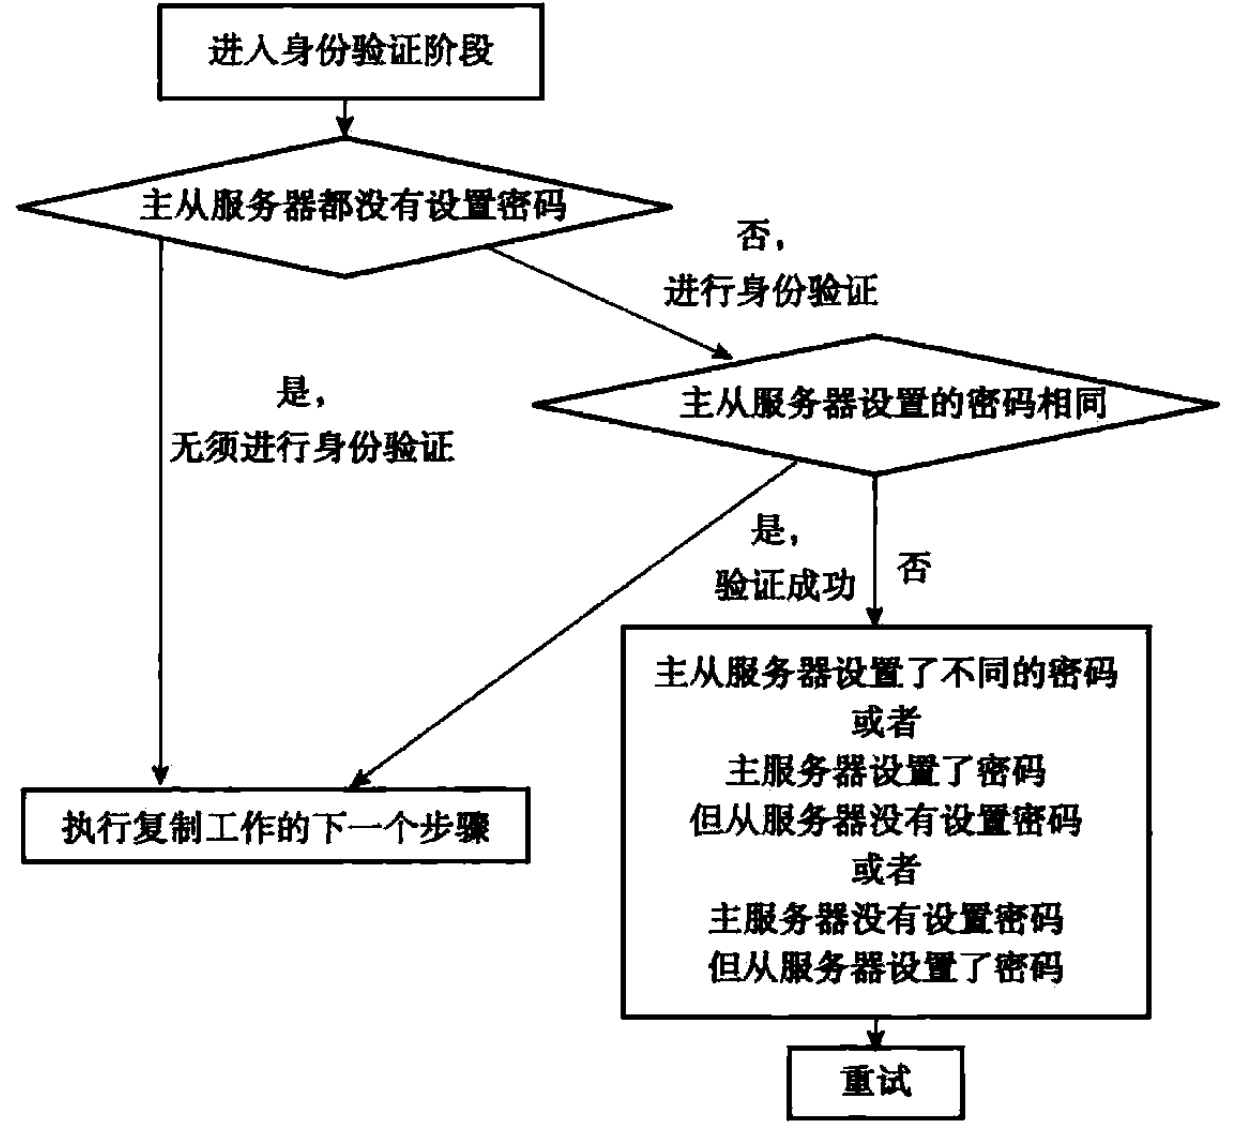 进入身份验证阶段
主从服务器都没有设置密码
否，
进行身份验证
是，
无须进行身份验证
主从服务器设置的密码相同
是，
验证成功
否
主从服务器设置了不同的密码
或者
主服务器设置了密码
但从服务器没有设置密码
或者
主服务器没有设置密码
但从服务器设置了密码
执行复制工作的下一个步骤
重试